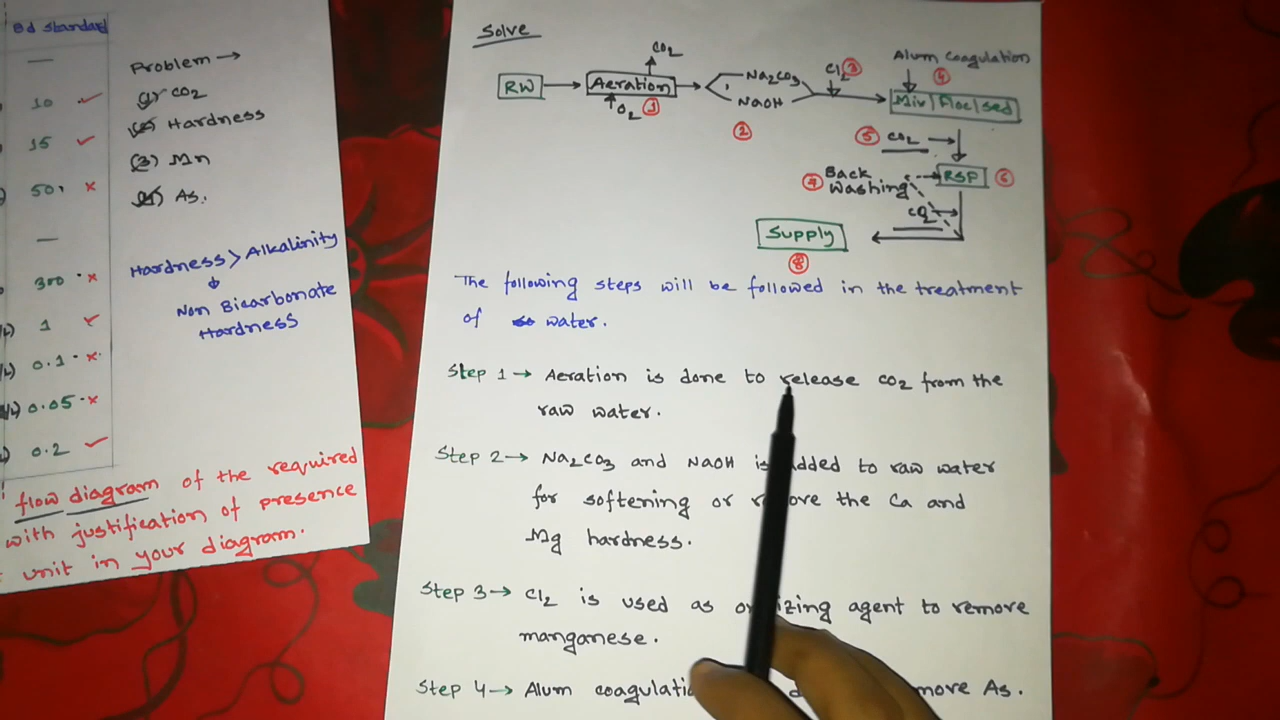 Bd Standard
—
10 ✓
15 ✓
50 ×
—
300 ×
1 ✓
0.1 ×
0.05 ×
0.2 ✓
Problem →
(1) CO2
(2) Hardness
(3) Mn
(4) As.
Hardness > Alkalinity
↓
Non Bicarbonate
Hardness
flow diagram of the required
with justification of presence
unit in your diagram.
Solve
CO2
RW → Aeration → Na2CO3
NaOH
O2
1
2
Cl2 3
Alum Coagulation
4
Mix|Floc|Sed
5 CO2 →
RSF 6
7 Back
Washing
CO2
Supply
8
The following steps will be followed in the treatment
of water.
Step 1 → Aeration is done to release CO2 from the
raw water.
Step 2 → Na2CO3 and NaOH is added to raw water
for softening or the Ca and
Mg hardness.
Step 3 → Cl2 is used as agent to remove
manganese.
Step 4 → Alum As.